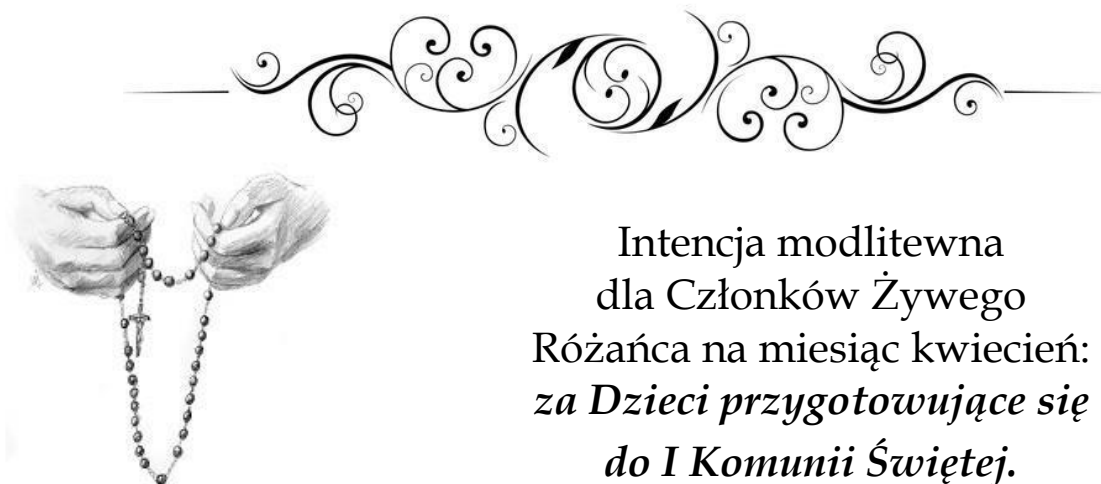 Intencja modlitewna
dla Członków Żywego
Różańca na miesiąc kwiecień:
za Dzieci przygotowujące się
do I Komunii Świętej.